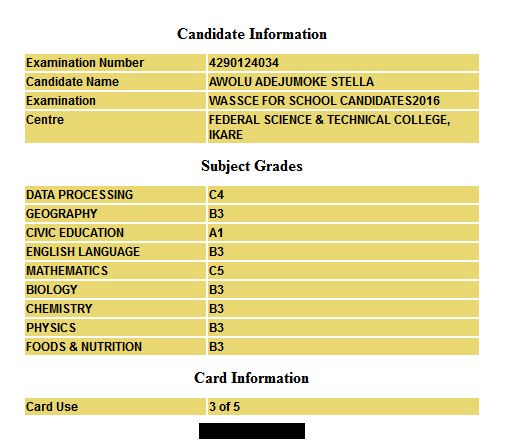 Candidate Information
Examination Number 4290124034
Candidate Name AWOLU ADEJUMOKE STELLA
Examination WASSCE FOR SCHOOL CANDIDATES2016
Centre FEDERAL SCIENCE & TECHNICAL COLLEGE,
IKARE
Subject Grades
DATA PROCESSING C4
GEOGRAPHY B3
CIVIC EDUCATION A1
ENGLISH LANGUAGE B3
MATHEMATICS C5
BIOLOGY B3
CHEMISTRY B3
PHYSICS B3
FOODS & NUTRITION B3
Card Information
Card Use 3 of 5